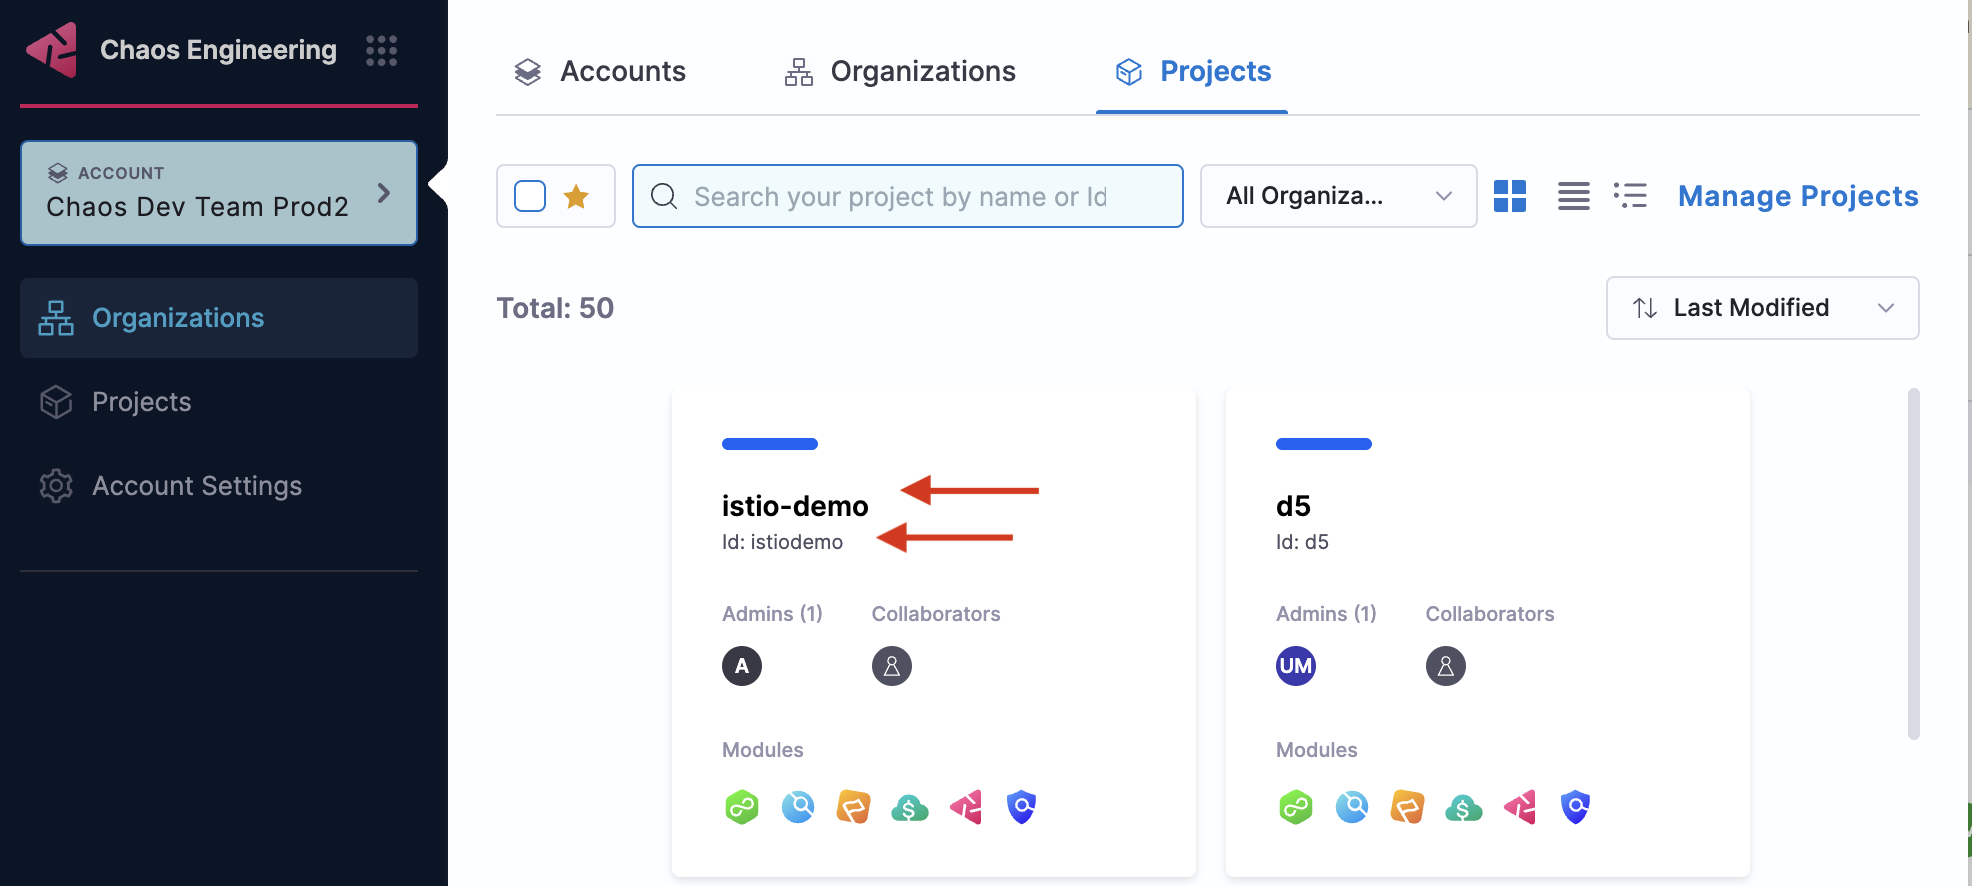 Chaos Engineering
ACCOUNT
Chaos Dev Team Prod2
Organizations
Projects
Account Settings
Accounts
Organizations
Projects
Search your project by name or Id
All Organiza...
Manage Projects
Total: 50
Last Modified
istio-demo
Id: istiodemo
Admins (1)
Collaborators
A
Modules
d5
Id: d5
Admins (1)
Collaborators
UM
Modules